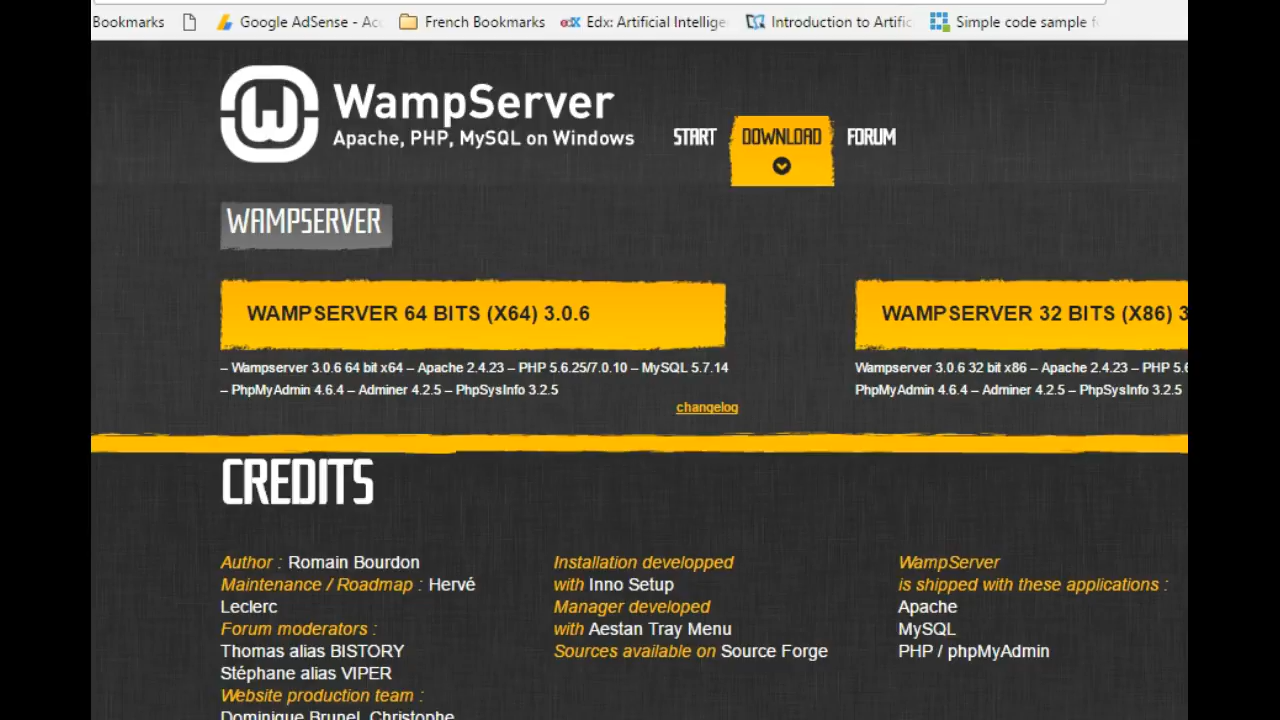 Bookmarks Google AdSense - Ac French Bookmarks Edx: Artificial Intellige Introduction to Artific Simple code sample f
WampServer
Apache, PHP, MySQL on Windows
START DOWNLOAD FORUM
WAMPSERVER
WAMPSERVER 64 BITS (X64) 3.0.6
WAMPSERVER 32 BITS (X86) 3
– Wampserver 3.0.6 64 bit x64 – Apache 2.4.23 – PHP 5.6.25/7.0.10 – MySQL 5.7.14
– PhpMyAdmin 4.6.4 – Adminer 4.2.5 – PhpSysInfo 3.2.5
changelog
Wampserver 3.0.6 32 bit x86 – Apache 2.4.23 – PHP 5.6
PhpMyAdmin 4.6.4 – Adminer 4.2.5 – PhpSysInfo 3.2.5
CREDITS
Author : Romain Bourdon
Maintenance / Roadmap : Hervé
Leclerc
Forum moderators :
Thomas alias BISTORY
Stéphane alias VIPER
Website production team :
Dominique Brunel, Christophe
Installation developped
with Inno Setup
Manager developed
with Aestan Tray Menu
Sources available on Source Forge
WampServer
is shipped with these applications :
Apache
MySQL
PHP / phpMyAdmin